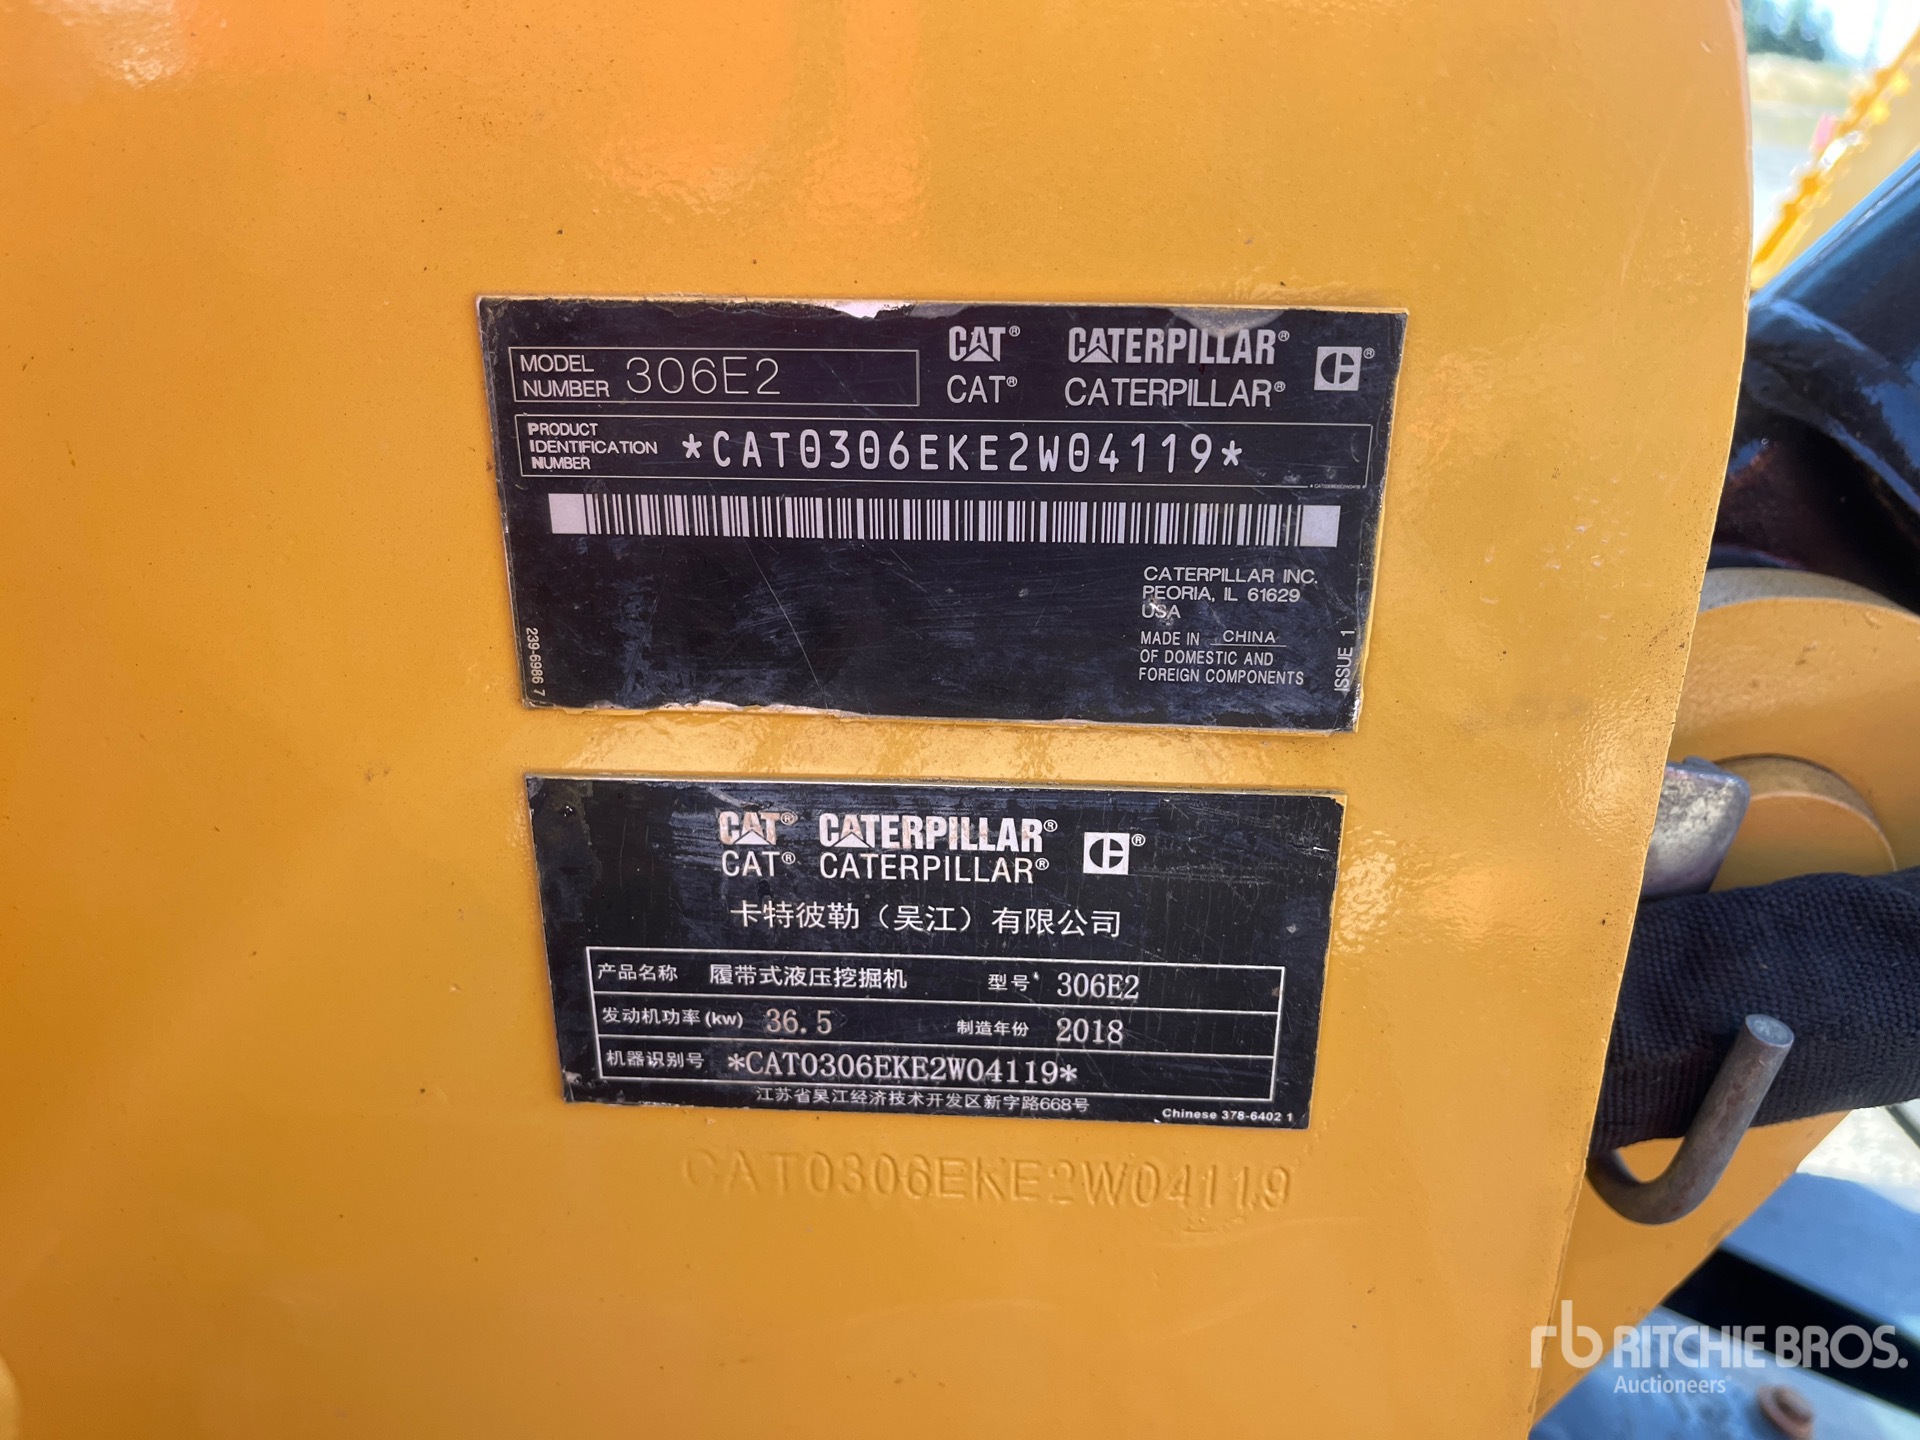 CAT® CATERPILLAR®
CAT® CATERPILLAR® CE®
MODEL NUMBER 306E2
PRODUCT IDENTIFICATION NUMBER *CAT0306EKE2W04119*
CATERPILLAR INC.
PEORIA, IL 61629
USA
MADE IN CHINA
OF DOMESTIC AND
FOREIGN COMPONENTS
239-6986 7
ISSUE 1
CAT® CATERPILLAR®
CAT® CATERPILLAR® CE®
卡特彼勒（吴江）有限公司
产品名称 履带式液压挖掘机 型号 306E2
发动机功率(kw) 36.5 制造年份 2018
机器识别号 *CAT0306EKE2W04119*
江苏省吴江经济技术开发区新字路668号
Chinese 378-6402 1
CAT0306EKE2W04119
rb RITCHIE BROS.
Auctioneers